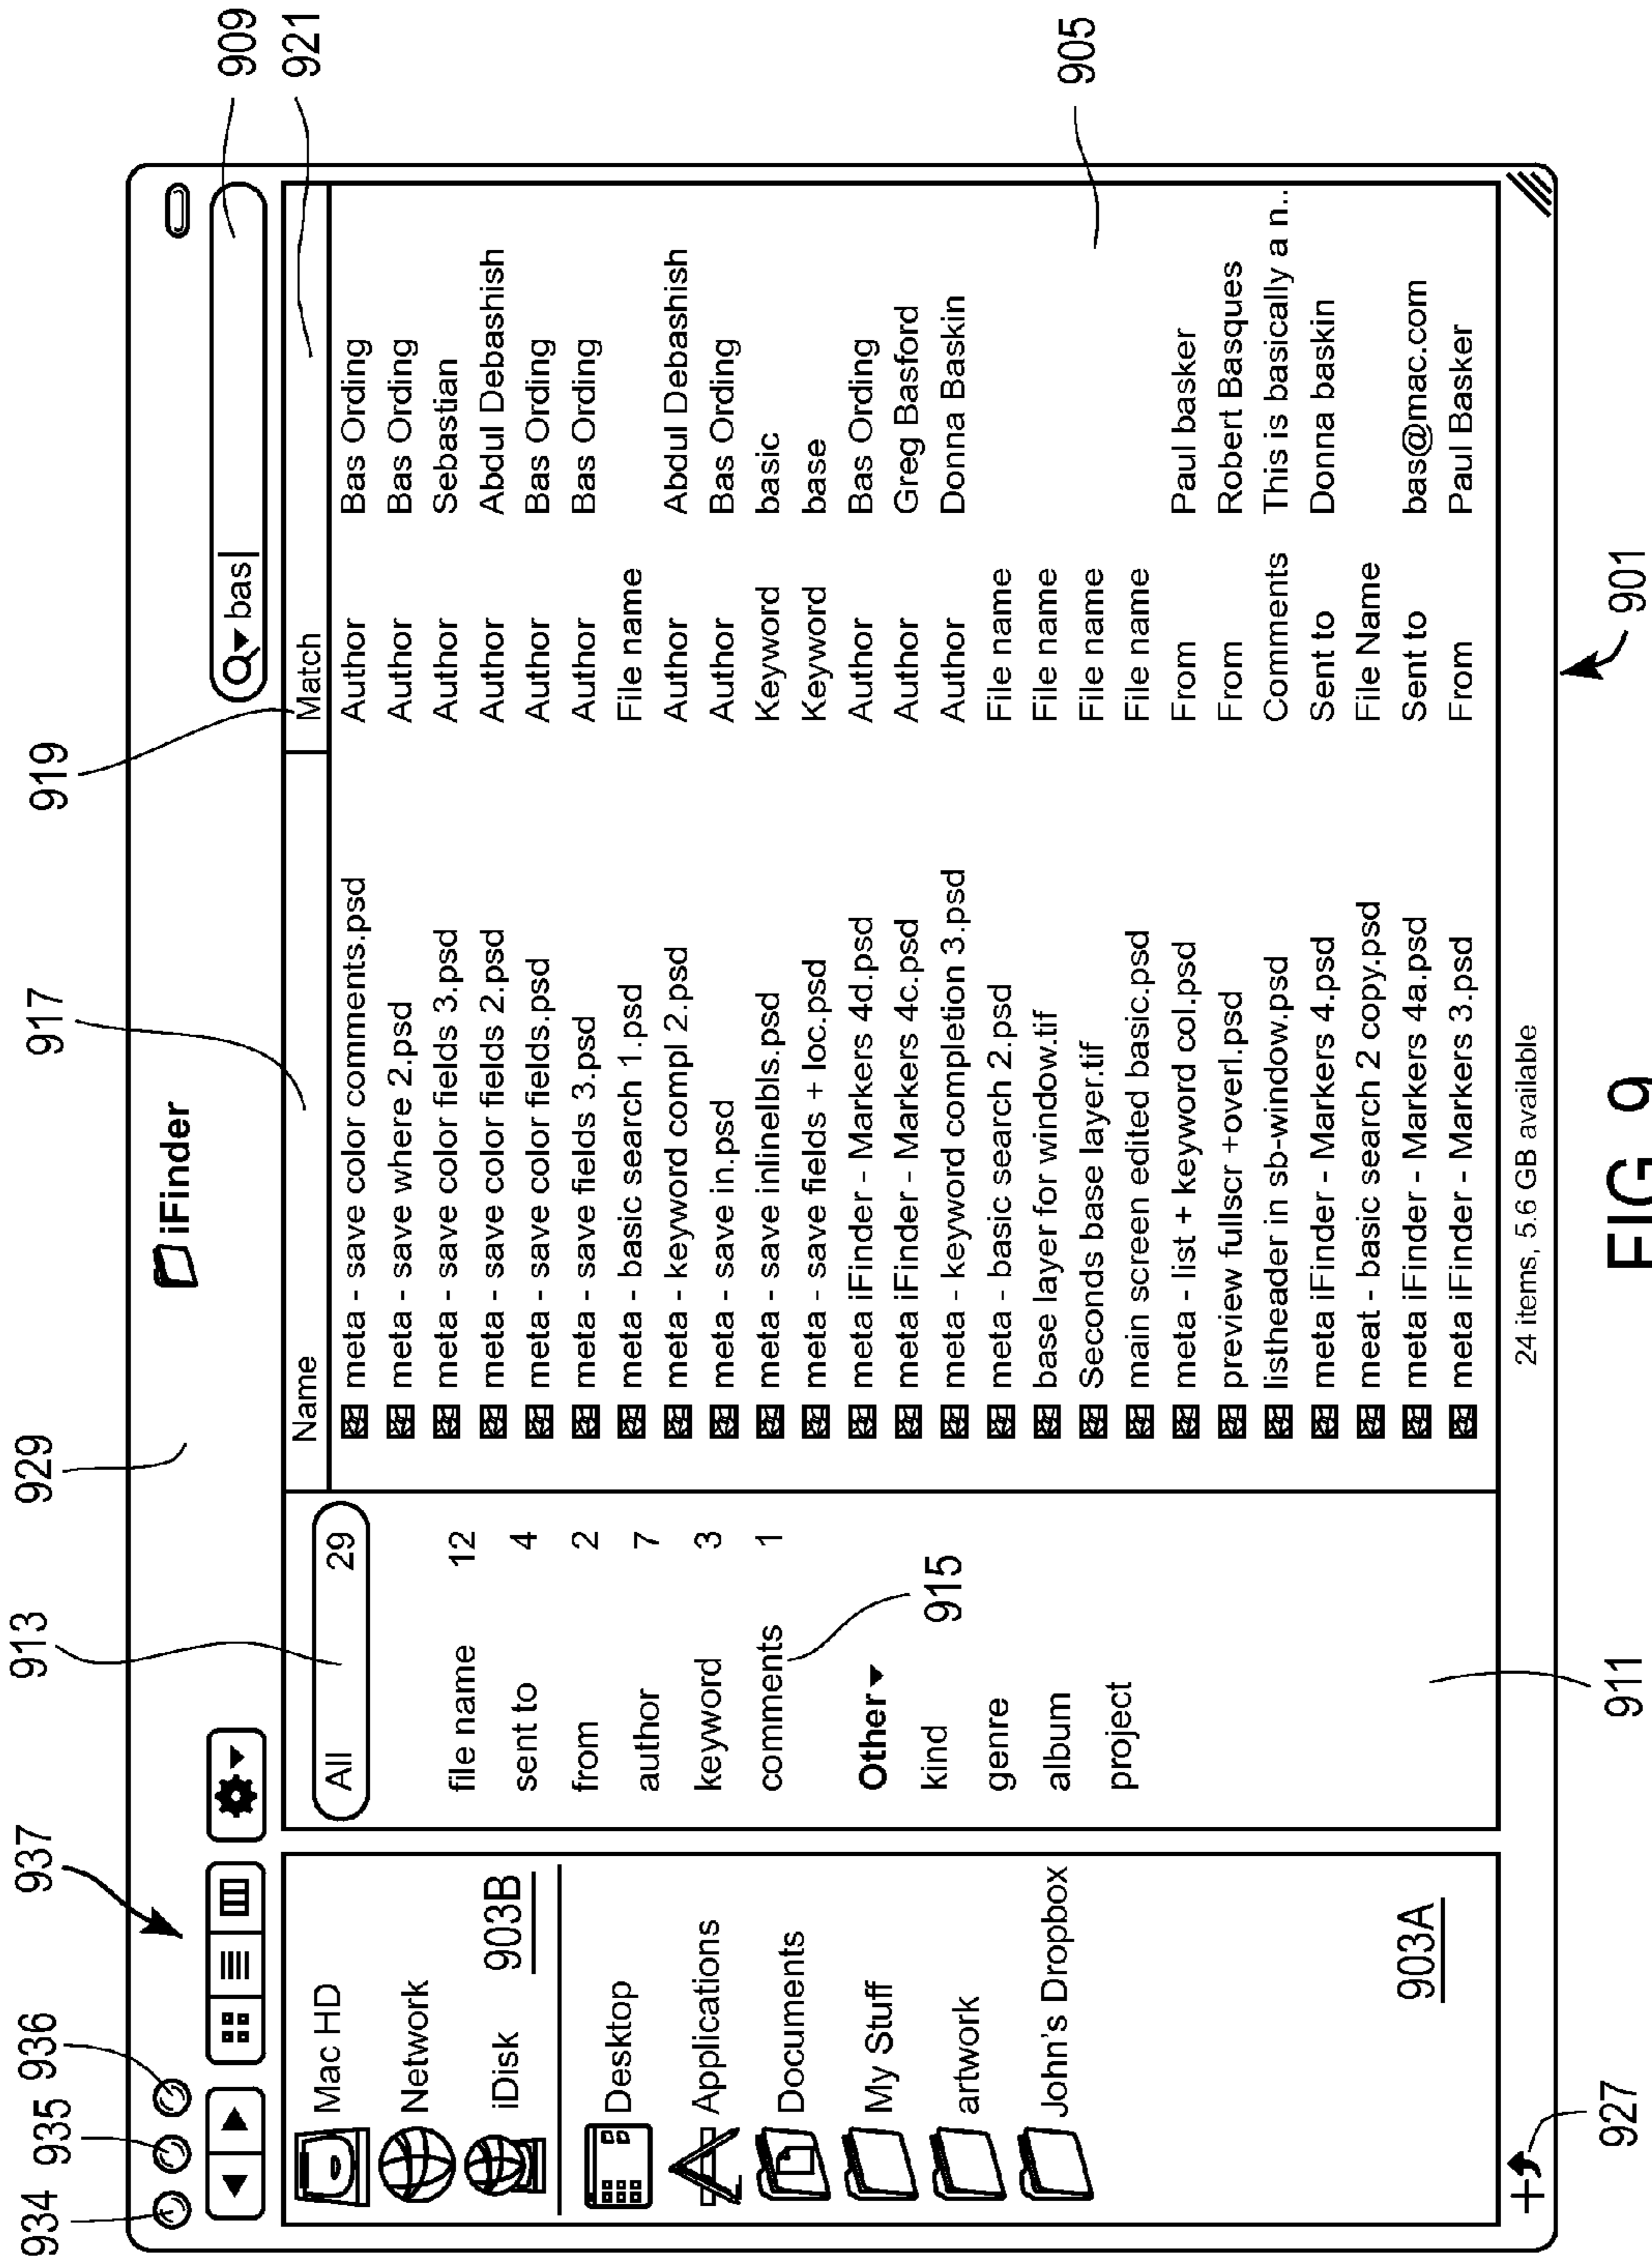 934 935 936 937 913 929 917 919 909
921
iFinder
bas
Mac HD
Network
iDisk
903B
Desktop
Applications
Documents
My Stuff
artwork
John's Dropbox
903A
All 29
file name 12
sent to 4
from 2
author 7
keyword 3
comments 1
915
Other
kind
genre
album
project
Name Match
meta - save color comments.psd Author Bas Ording
meta - save where 2.psd Author Bas Ording
meta - save color fields 3.psd Author Sebastian
meta - save color fields 2.psd Author Abdul Debashish
meta - save color fields.psd Author Bas Ording
meta - save fields 3.psd Author Bas Ording
meta - basic search 1.psd File name
meta - keyword compl 2.psd Author Abdul Debashish
meta - save in.psd Author Bas Ording
meta - save inlinelbls.psd Keyword basic
meta - save fields + loc.psd Keyword base
meta iFinder - Markers 4d.psd Author Bas Ording
meta iFinder - Markers 4c.psd Author Greg Basford
meta - keyword completion 3.psd Author Donna Baskin
meta - basic search 2.psd File name
base layer for window.tif File name
Seconds base layer.tif File name
main screen edited basic.psd File name
meta - list + keyword col.psd From Paul basker
preview fullscr +overl.psd From Robert Basques
listheader in sb-window.psd Comments This is basically a n..
meta iFinder - Markers 4.psd Sent to Donna baskin
meat - basic search 2 copy.psd File Name
meta iFinder - Markers 4a.psd Sent to bas@mac.com
meta iFinder - Markers 3.psd From Paul Basker
905
24 items, 5.6 GB available
927 911 901
FIG. 9